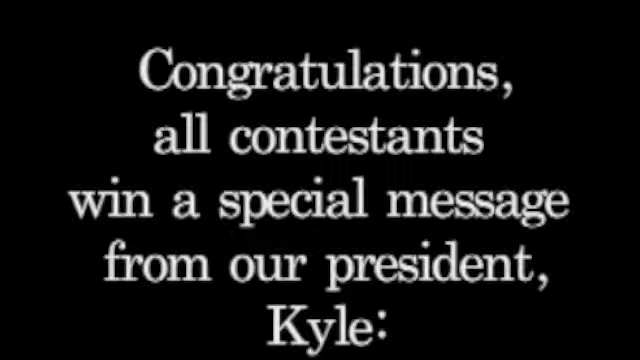 Congratulations,
all contestants
win a special message
from our president,
Kyle: